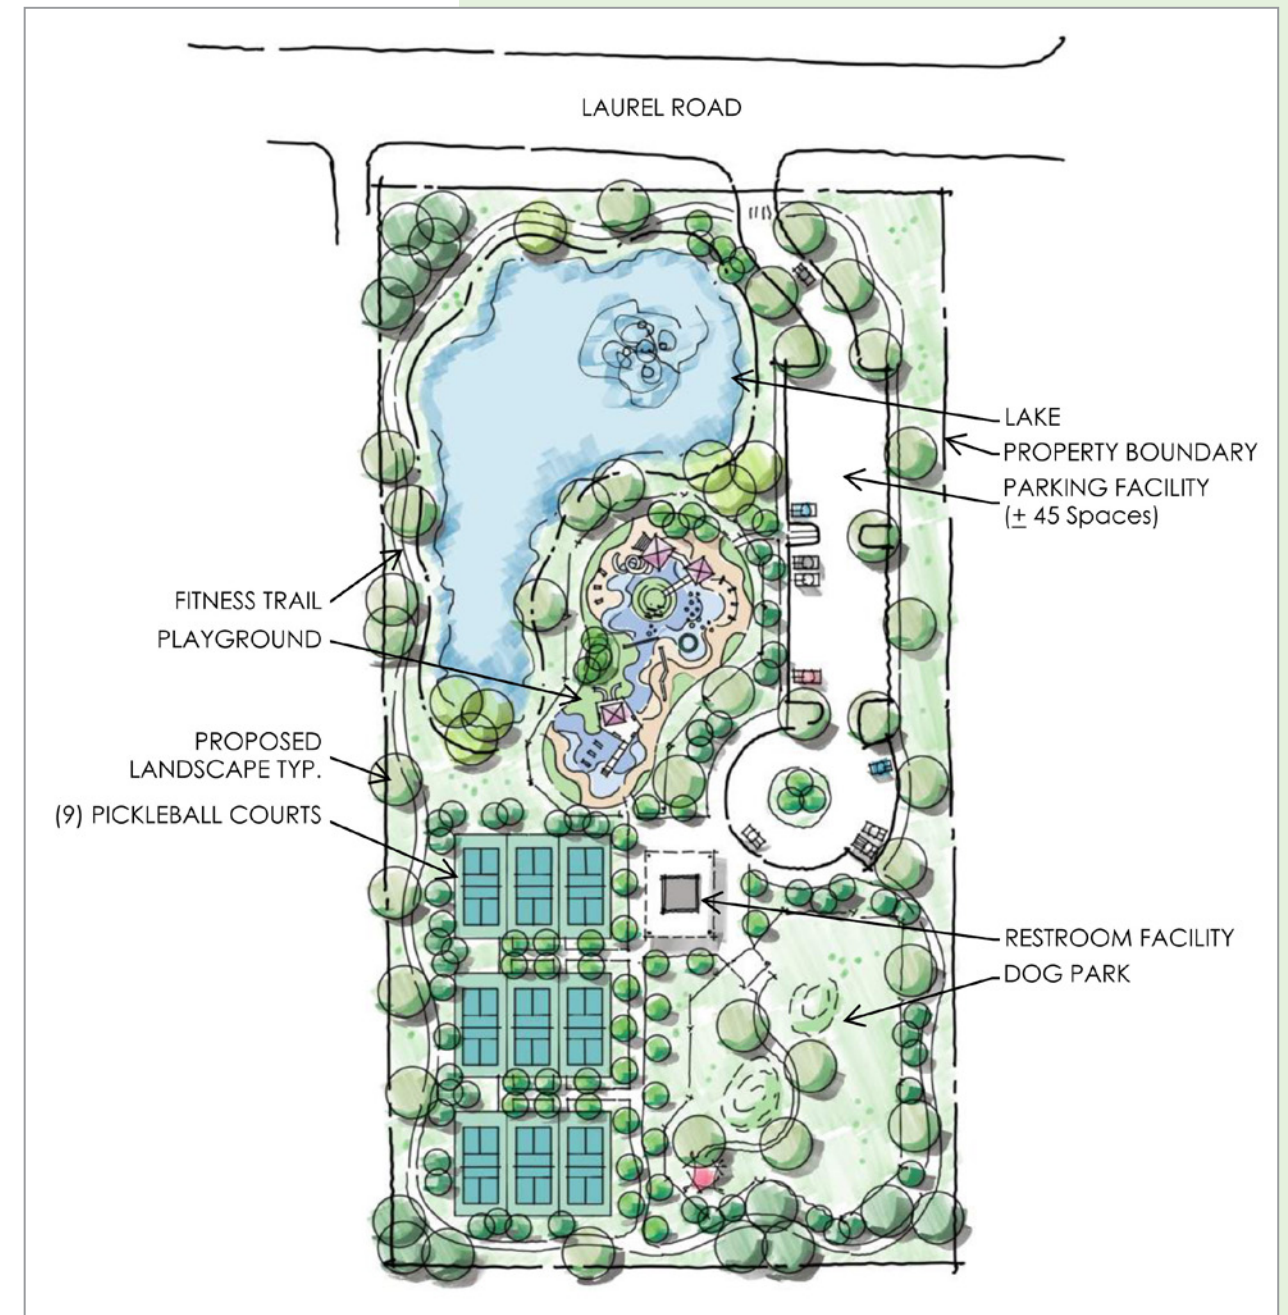 LAUREL ROAD
LAKE
PROPERTY BOUNDARY
PARKING FACILITY
(± 45 Spaces)
FITNESS TRAIL
PLAYGROUND
PROPOSED
LANDSCAPE TYP.
(9) PICKLEBALL COURTS
RESTROOM FACILITY
DOG PARK